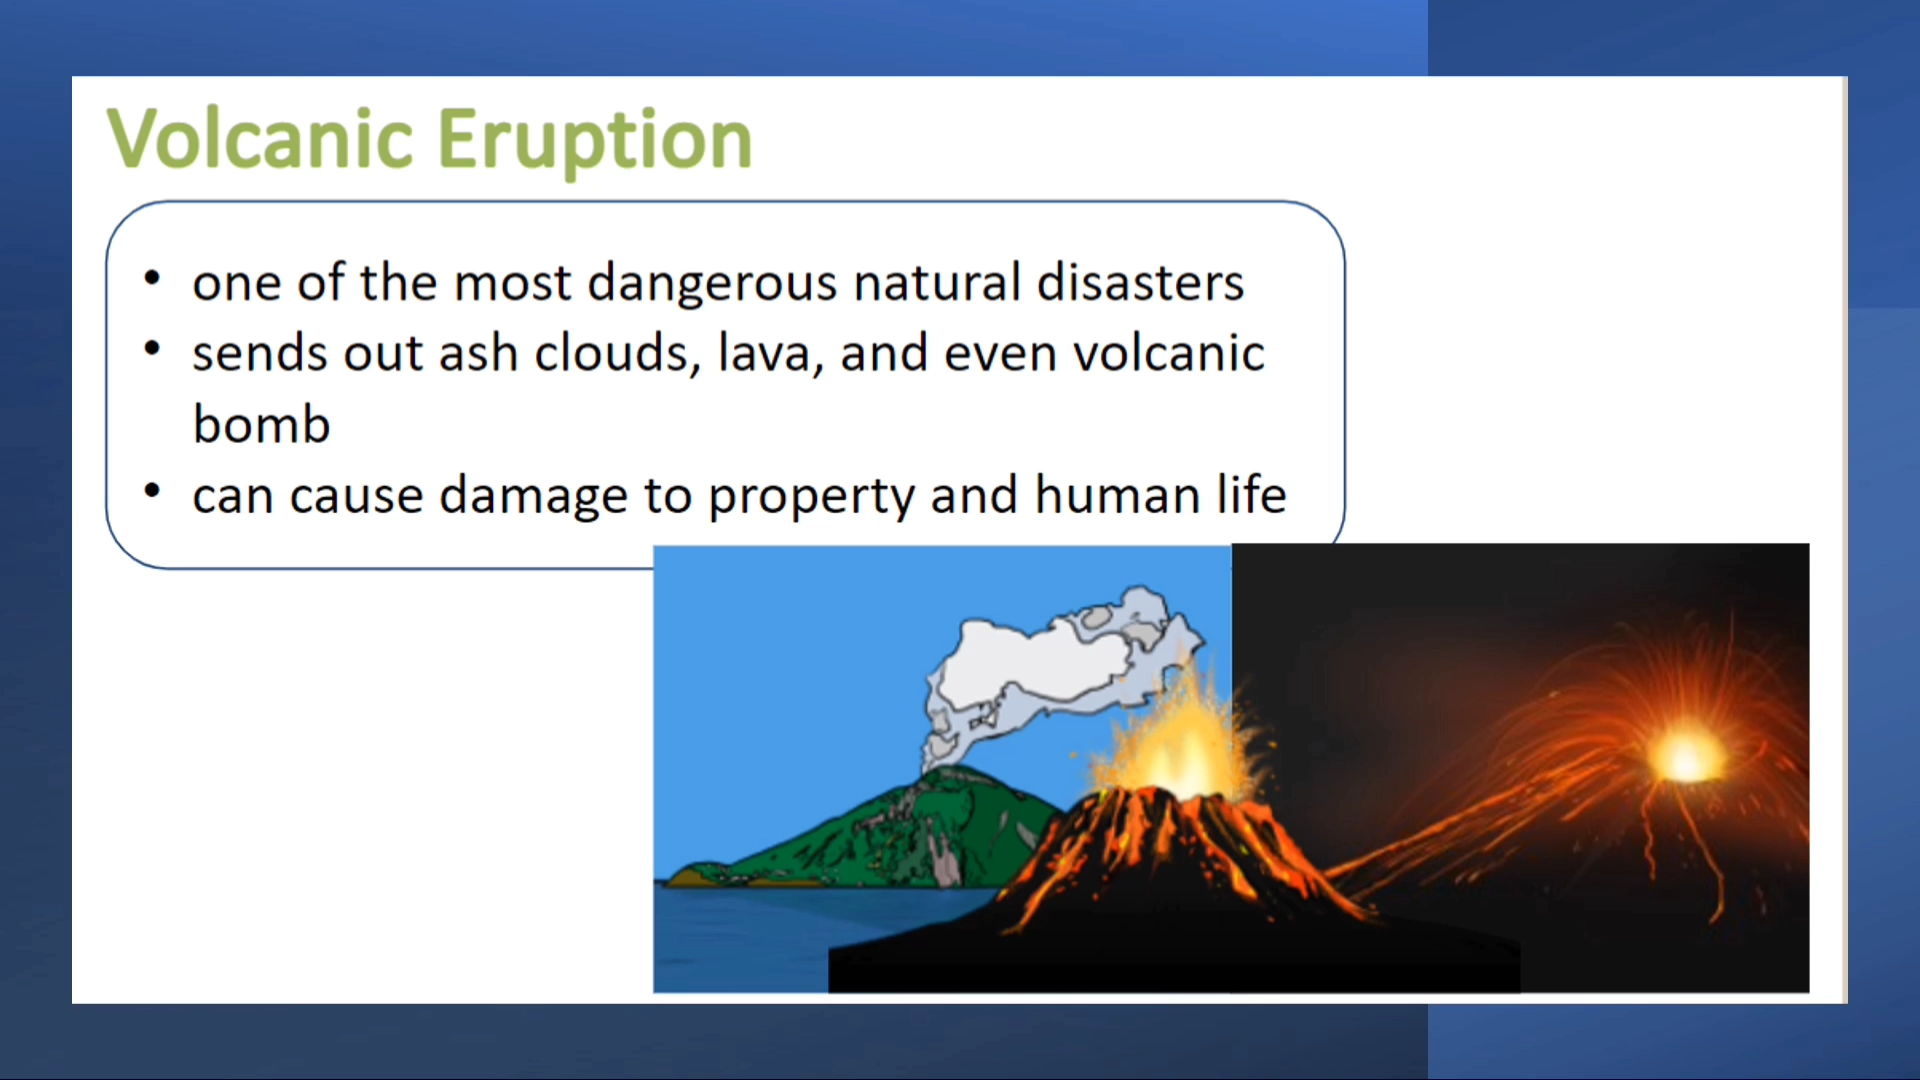 Volcanic Eruption
• one of the most dangerous natural disasters
• sends out ash clouds, lava, and even volcanic
bomb
• can cause damage to property and human life